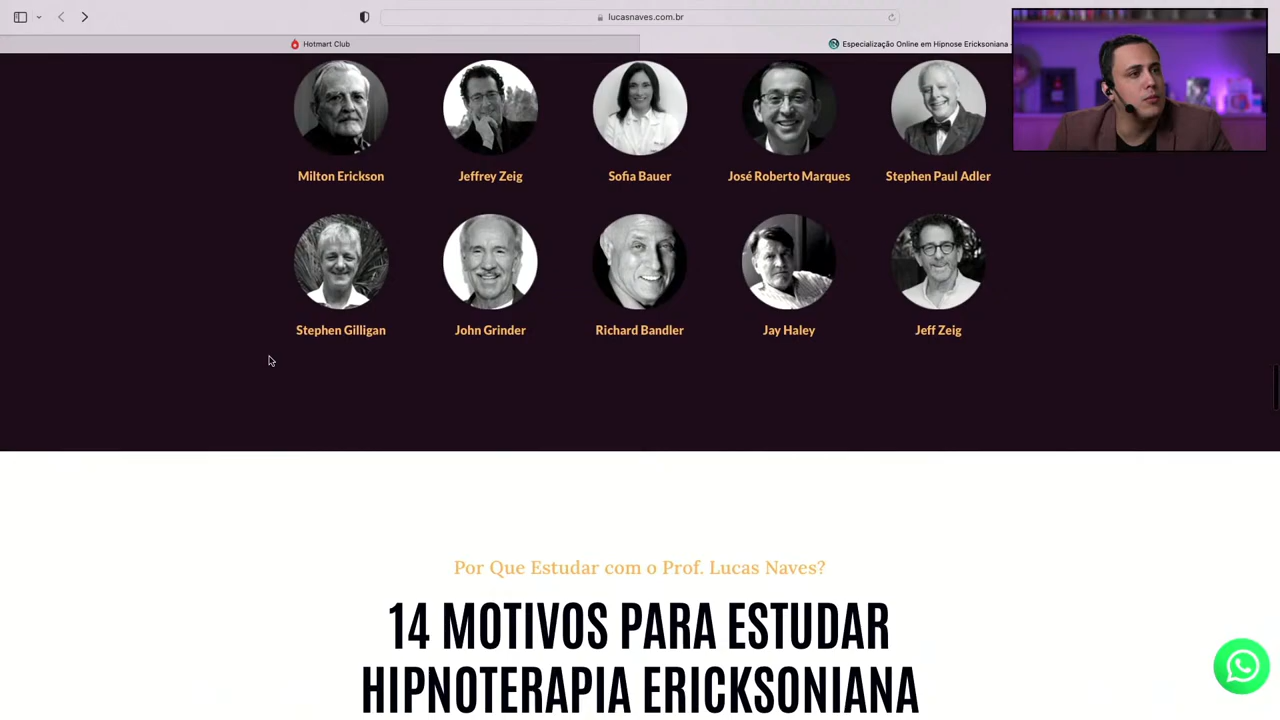 lucasnaves.com.br
Hotmart Club
Especialização Online em Hipnose Ericksoniana
Milton Erickson
Jeffrey Zeig
Sofia Bauer
José Roberto Marques
Stephen Paul Adler
Stephen Gilligan
John Grinder
Richard Bandler
Jay Haley
Jeff Zeig
Por Que Estudar com o Prof. Lucas Naves?
14 MOTIVOS PARA ESTUDAR
HIPNOTERAPIA ERICKSONIANA